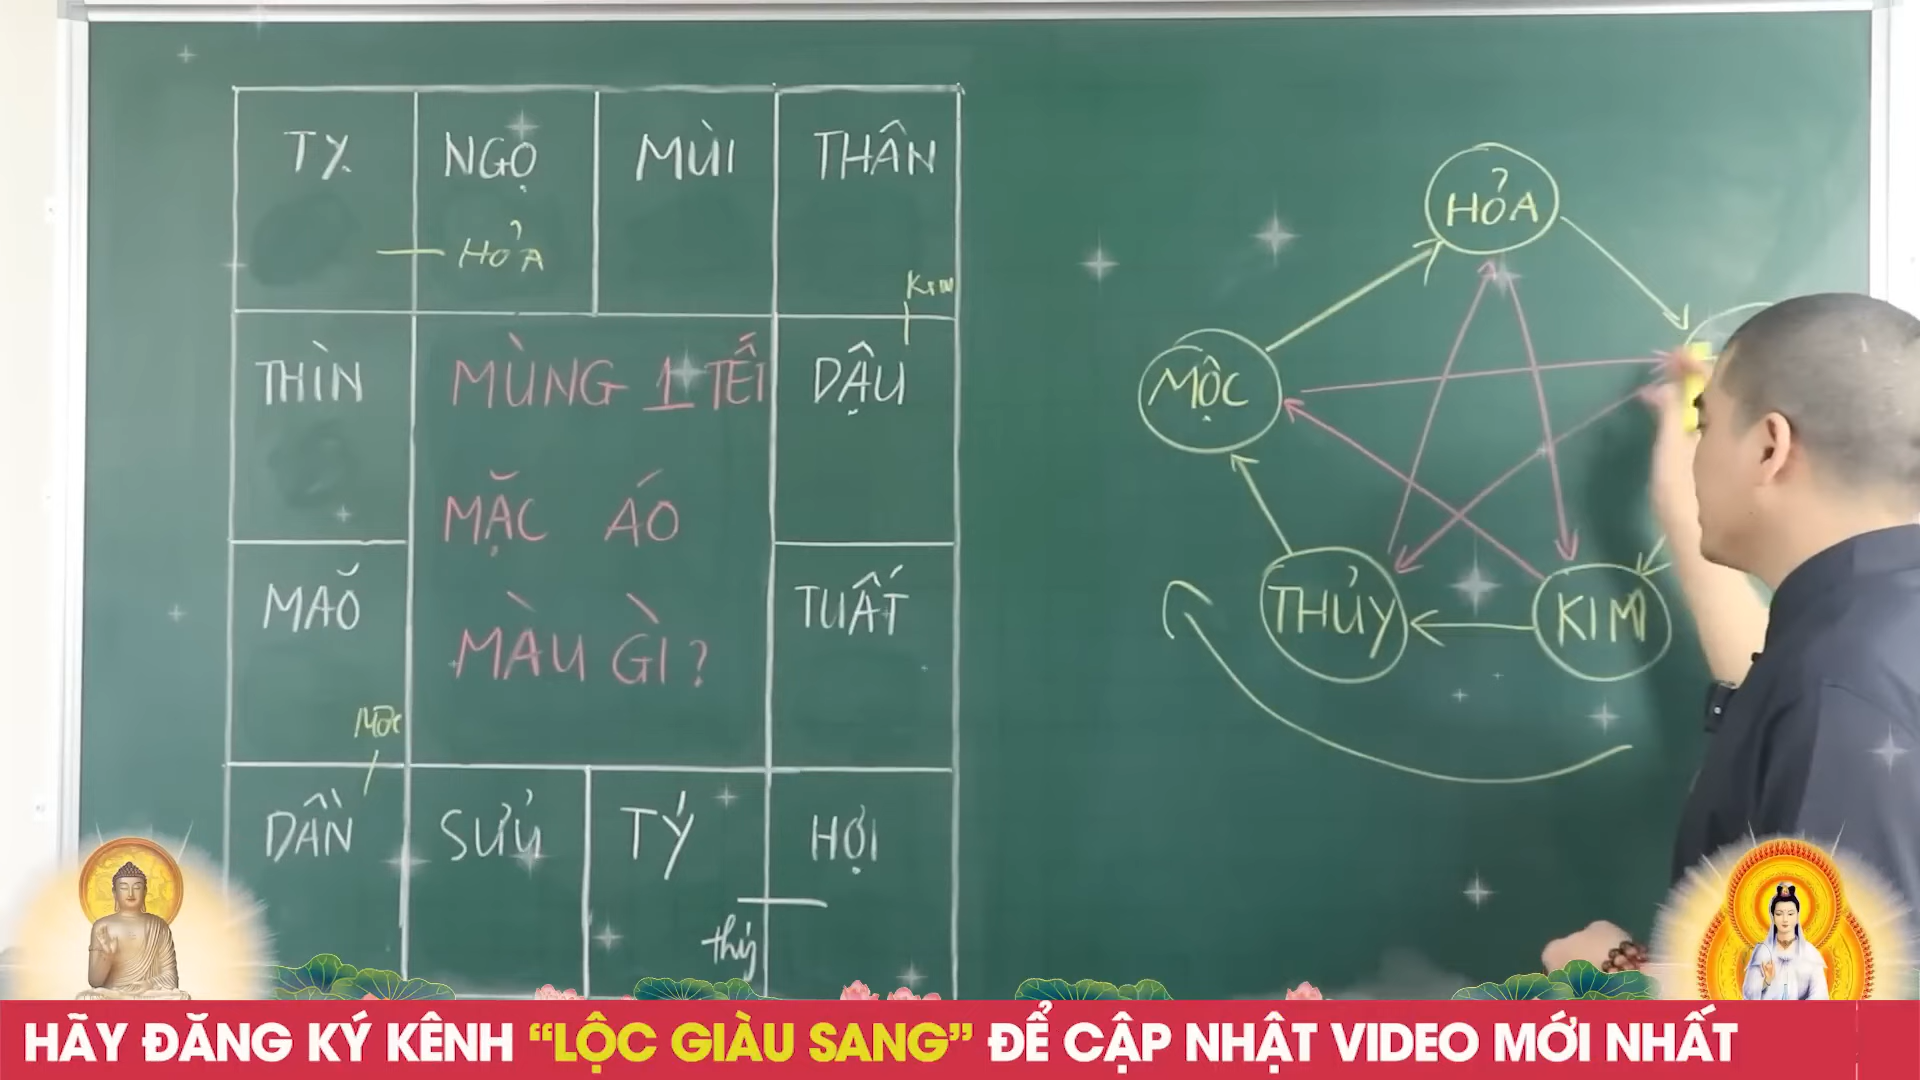 TỴ NGỌ MÙI THÂN
HỎA
KIM
THÌN MÙNG 1 TẾT DẬU
MẶC ÁO
MAÕ TUẤT
MÀU GÌ?
MỘC
DẦN SỬU TÝ HỢI
thủy
HỎA
MỘC
THỦY KIM
HÃY ĐĂNG KÝ KÊNH “LỘC GIÀU SANG” ĐỂ CẬP NHẬT VIDEO MỚI NHẤT